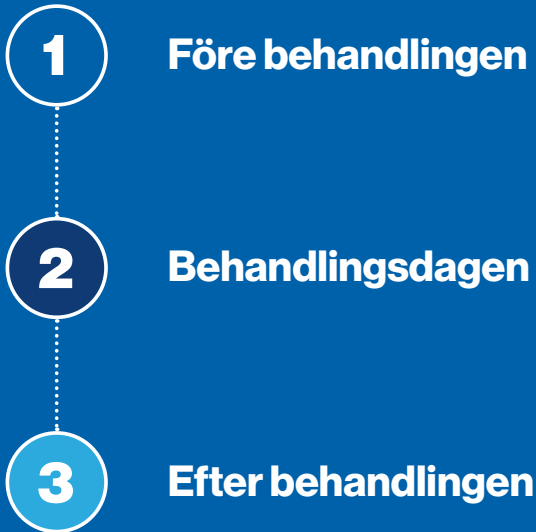 1 Före behandlingen
2 Behandlingsdagen
3 Efter behandlingen